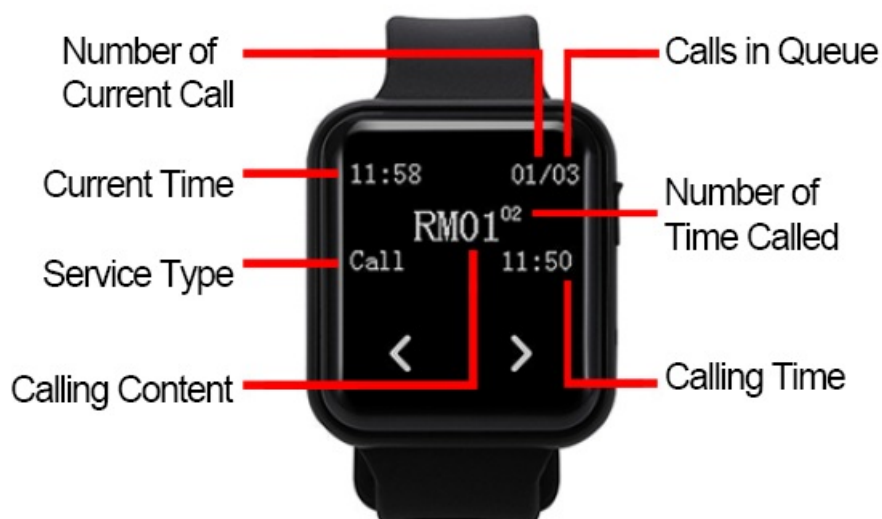 Number of
Current Call
Calls in Queue
Current Time
11:58
01/03
RM01 02
Number of
Time Called
Service Type
Call
11:50
Calling Content
Calling Time